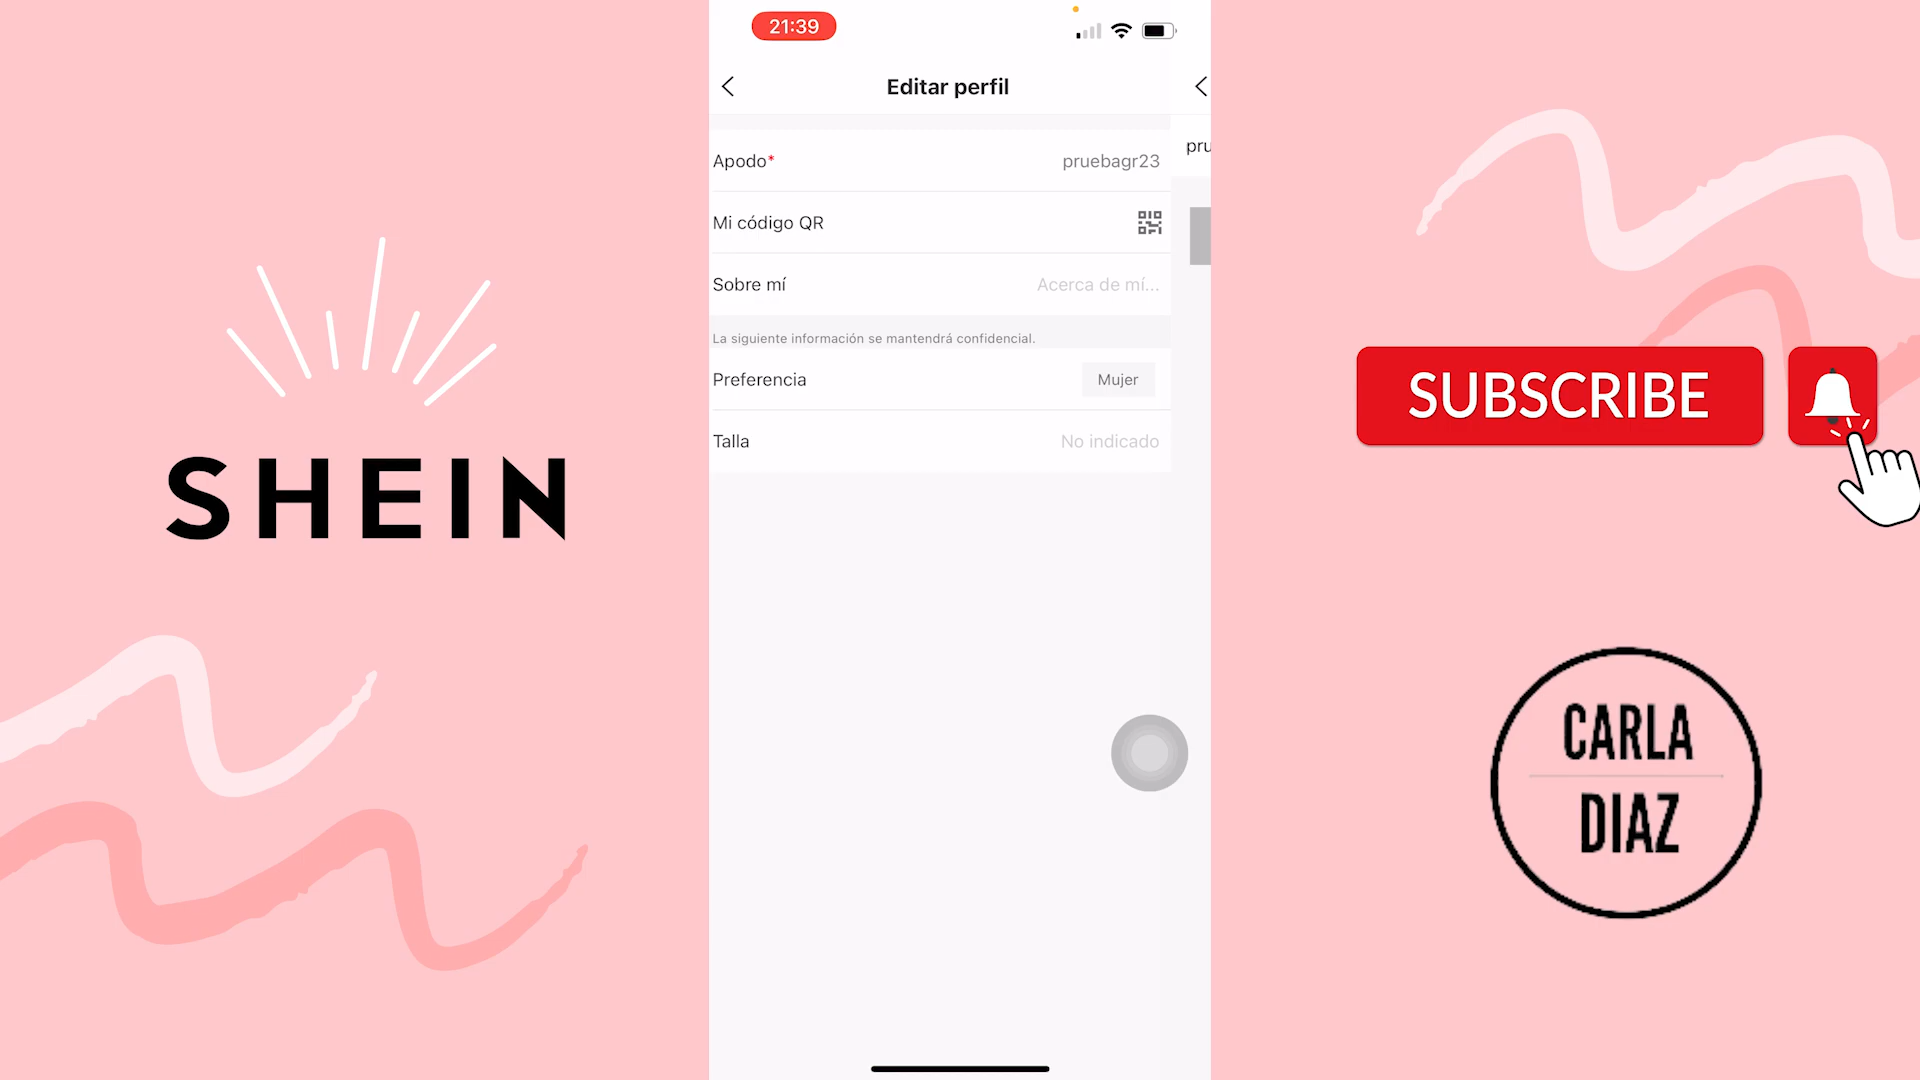 SHEIN
21:39
Editar perfil
Apodo* pruebagr23
pru
Mi código QR
Sobre mí Acerca de mí...
La siguiente información se mantendrá confidencial.
Preferencia Mujer
Talla No indicado
SUBSCRIBE
CARLA
DIAZ